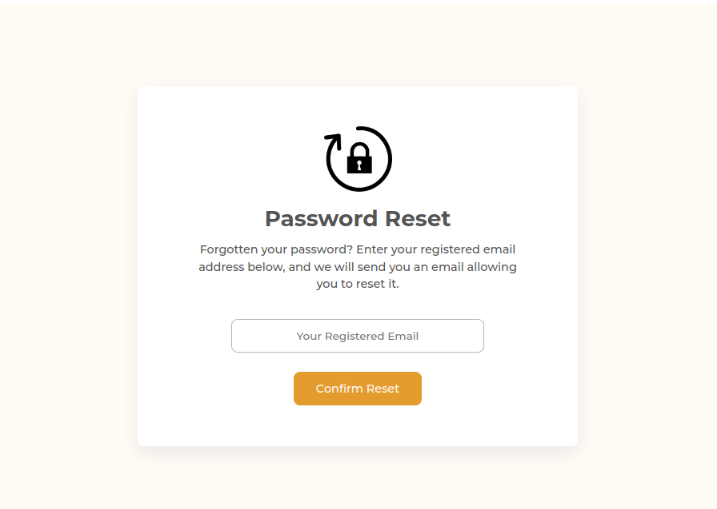 Password Reset
Forgotten your password? Enter your registered email
address below, and we will send you an email allowing
you to reset it.
Your Registered Email
Confirm Reset